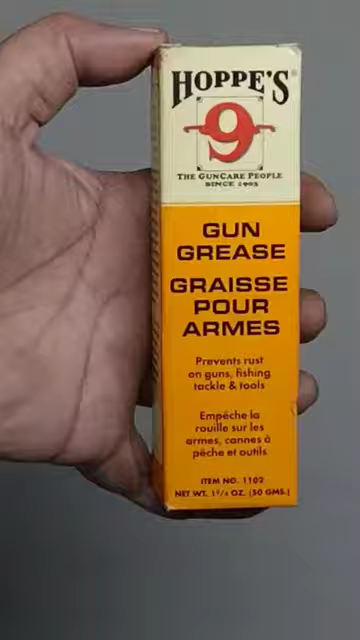 HOPPE'S®
9
THE GUNCARE PEOPLE
SINCE 1903
GUN
GREASE
GRAISSE
POUR
ARMES
Prevents rust
on guns, fishing
tackle & tools
Empêche la
rouille sur les
armes, cannes à
pêche et outils
ITEM NO. 1102
NET WT. 1¾ OZ. (50 GMS.)